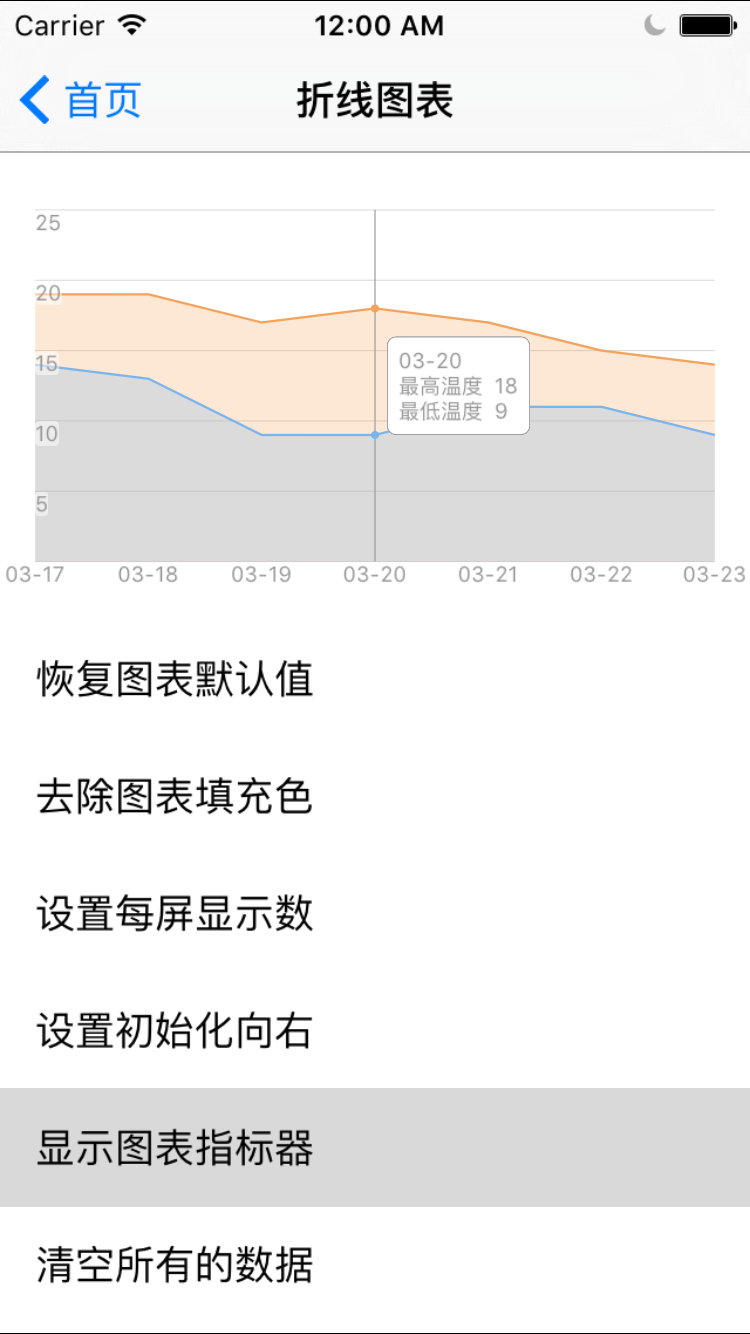 Carrier 12:00 AM
首页 折线图表
25
20
15
10
5
03-20
最高温度 18
最低温度 9
03-17 03-18 03-19 03-20 03-21 03-22 03-23
恢复图表默认值
去除图表填充色
设置每屏显示数
设置初始化向右
显示图表指标器
清空所有的数据